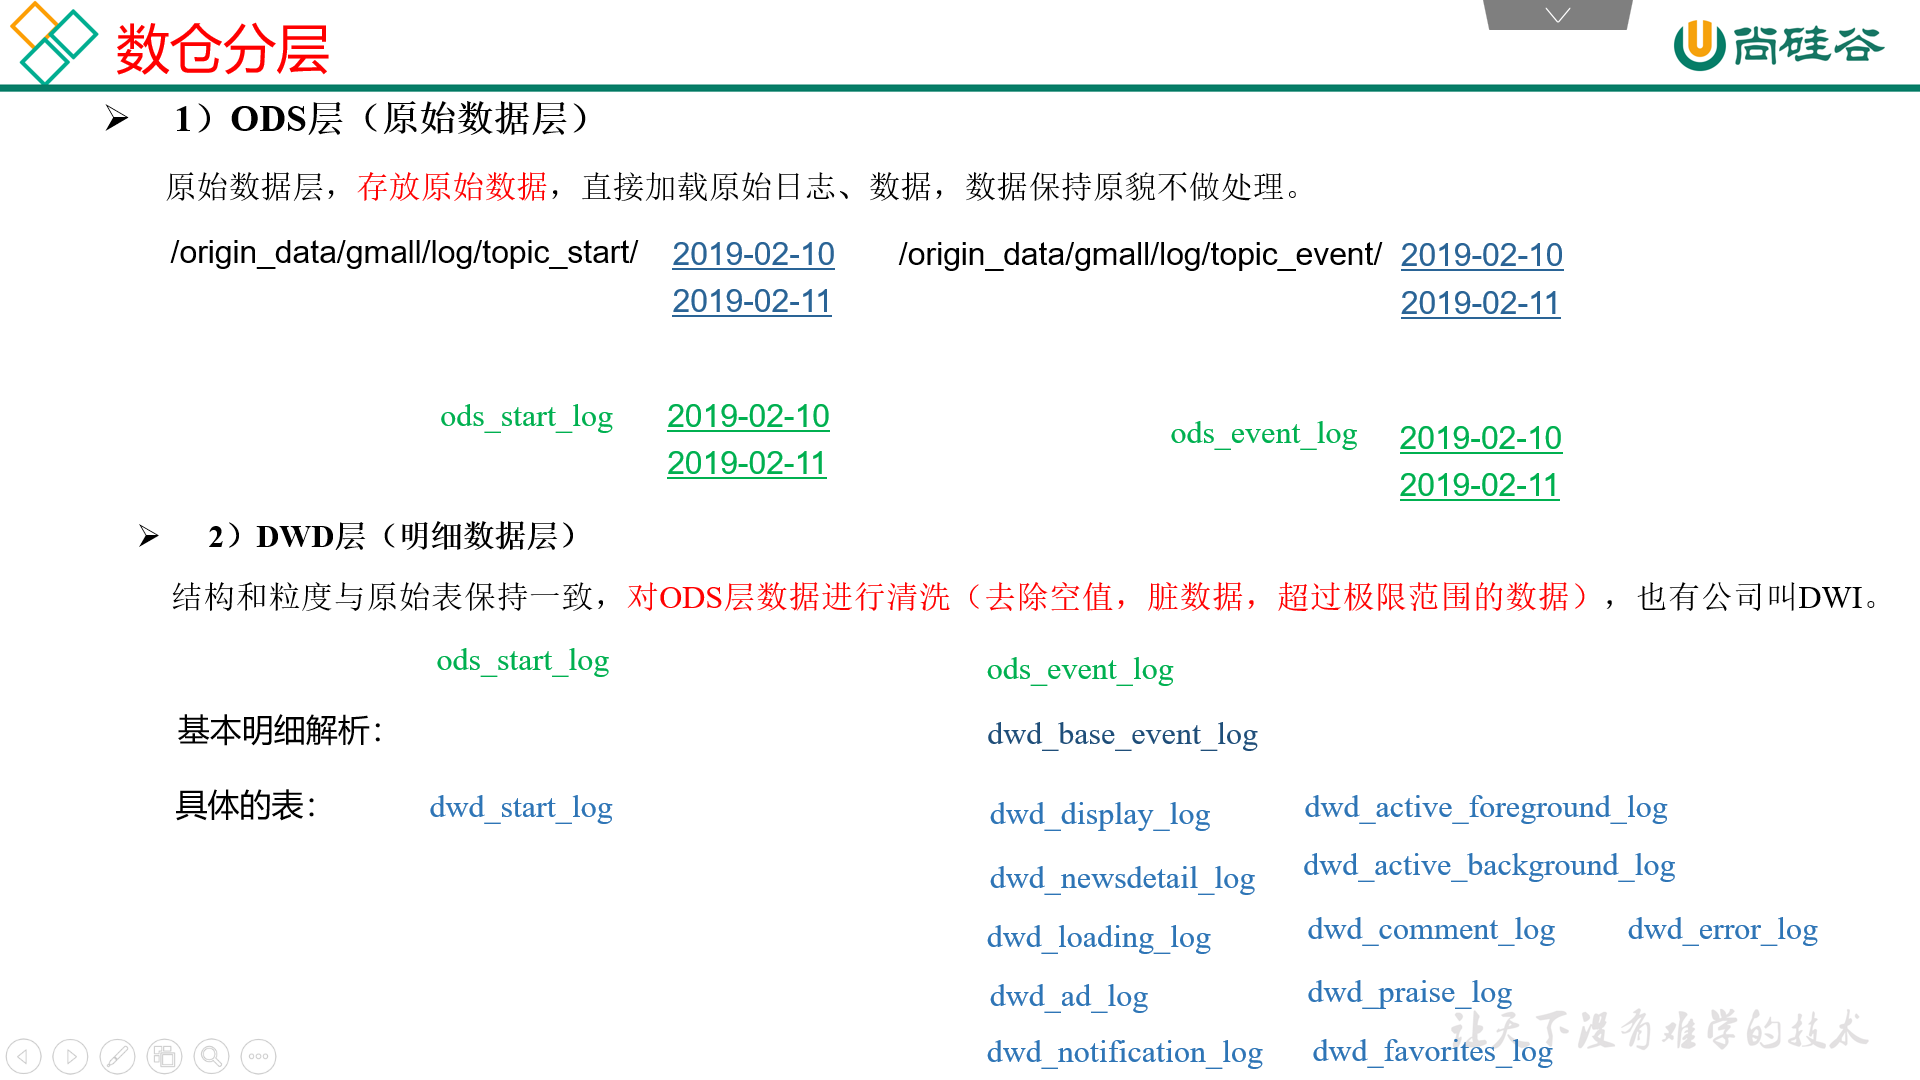 数仓分层
尚硅谷
1）ODS层（原始数据层）
原始数据层，存放原始数据，直接加载原始日志、数据，数据保持原貌不做处理。
/origin_data/gmall/log/topic_start/ 2019-02-10 /origin_data/gmall/log/topic_event/ 2019-02-10
2019-02-11 2019-02-11
ods_start_log 2019-02-10 ods_event_log 2019-02-10
2019-02-11 2019-02-11
2）DWD层（明细数据层）
结构和粒度与原始表保持一致，对ODS层数据进行清洗（去除空值，脏数据，超过极限范围的数据），也有公司叫DWI。
ods_start_log ods_event_log
基本明细解析： dwd_base_event_log
具体的表： dwd_start_log dwd_display_log dwd_active_foreground_log
dwd_newsdetail_log dwd_active_background_log
dwd_loading_log dwd_comment_log dwd_error_log
dwd_ad_log dwd_praise_log
让天下没有难学的技术
dwd_notification_log dwd_favorites_log